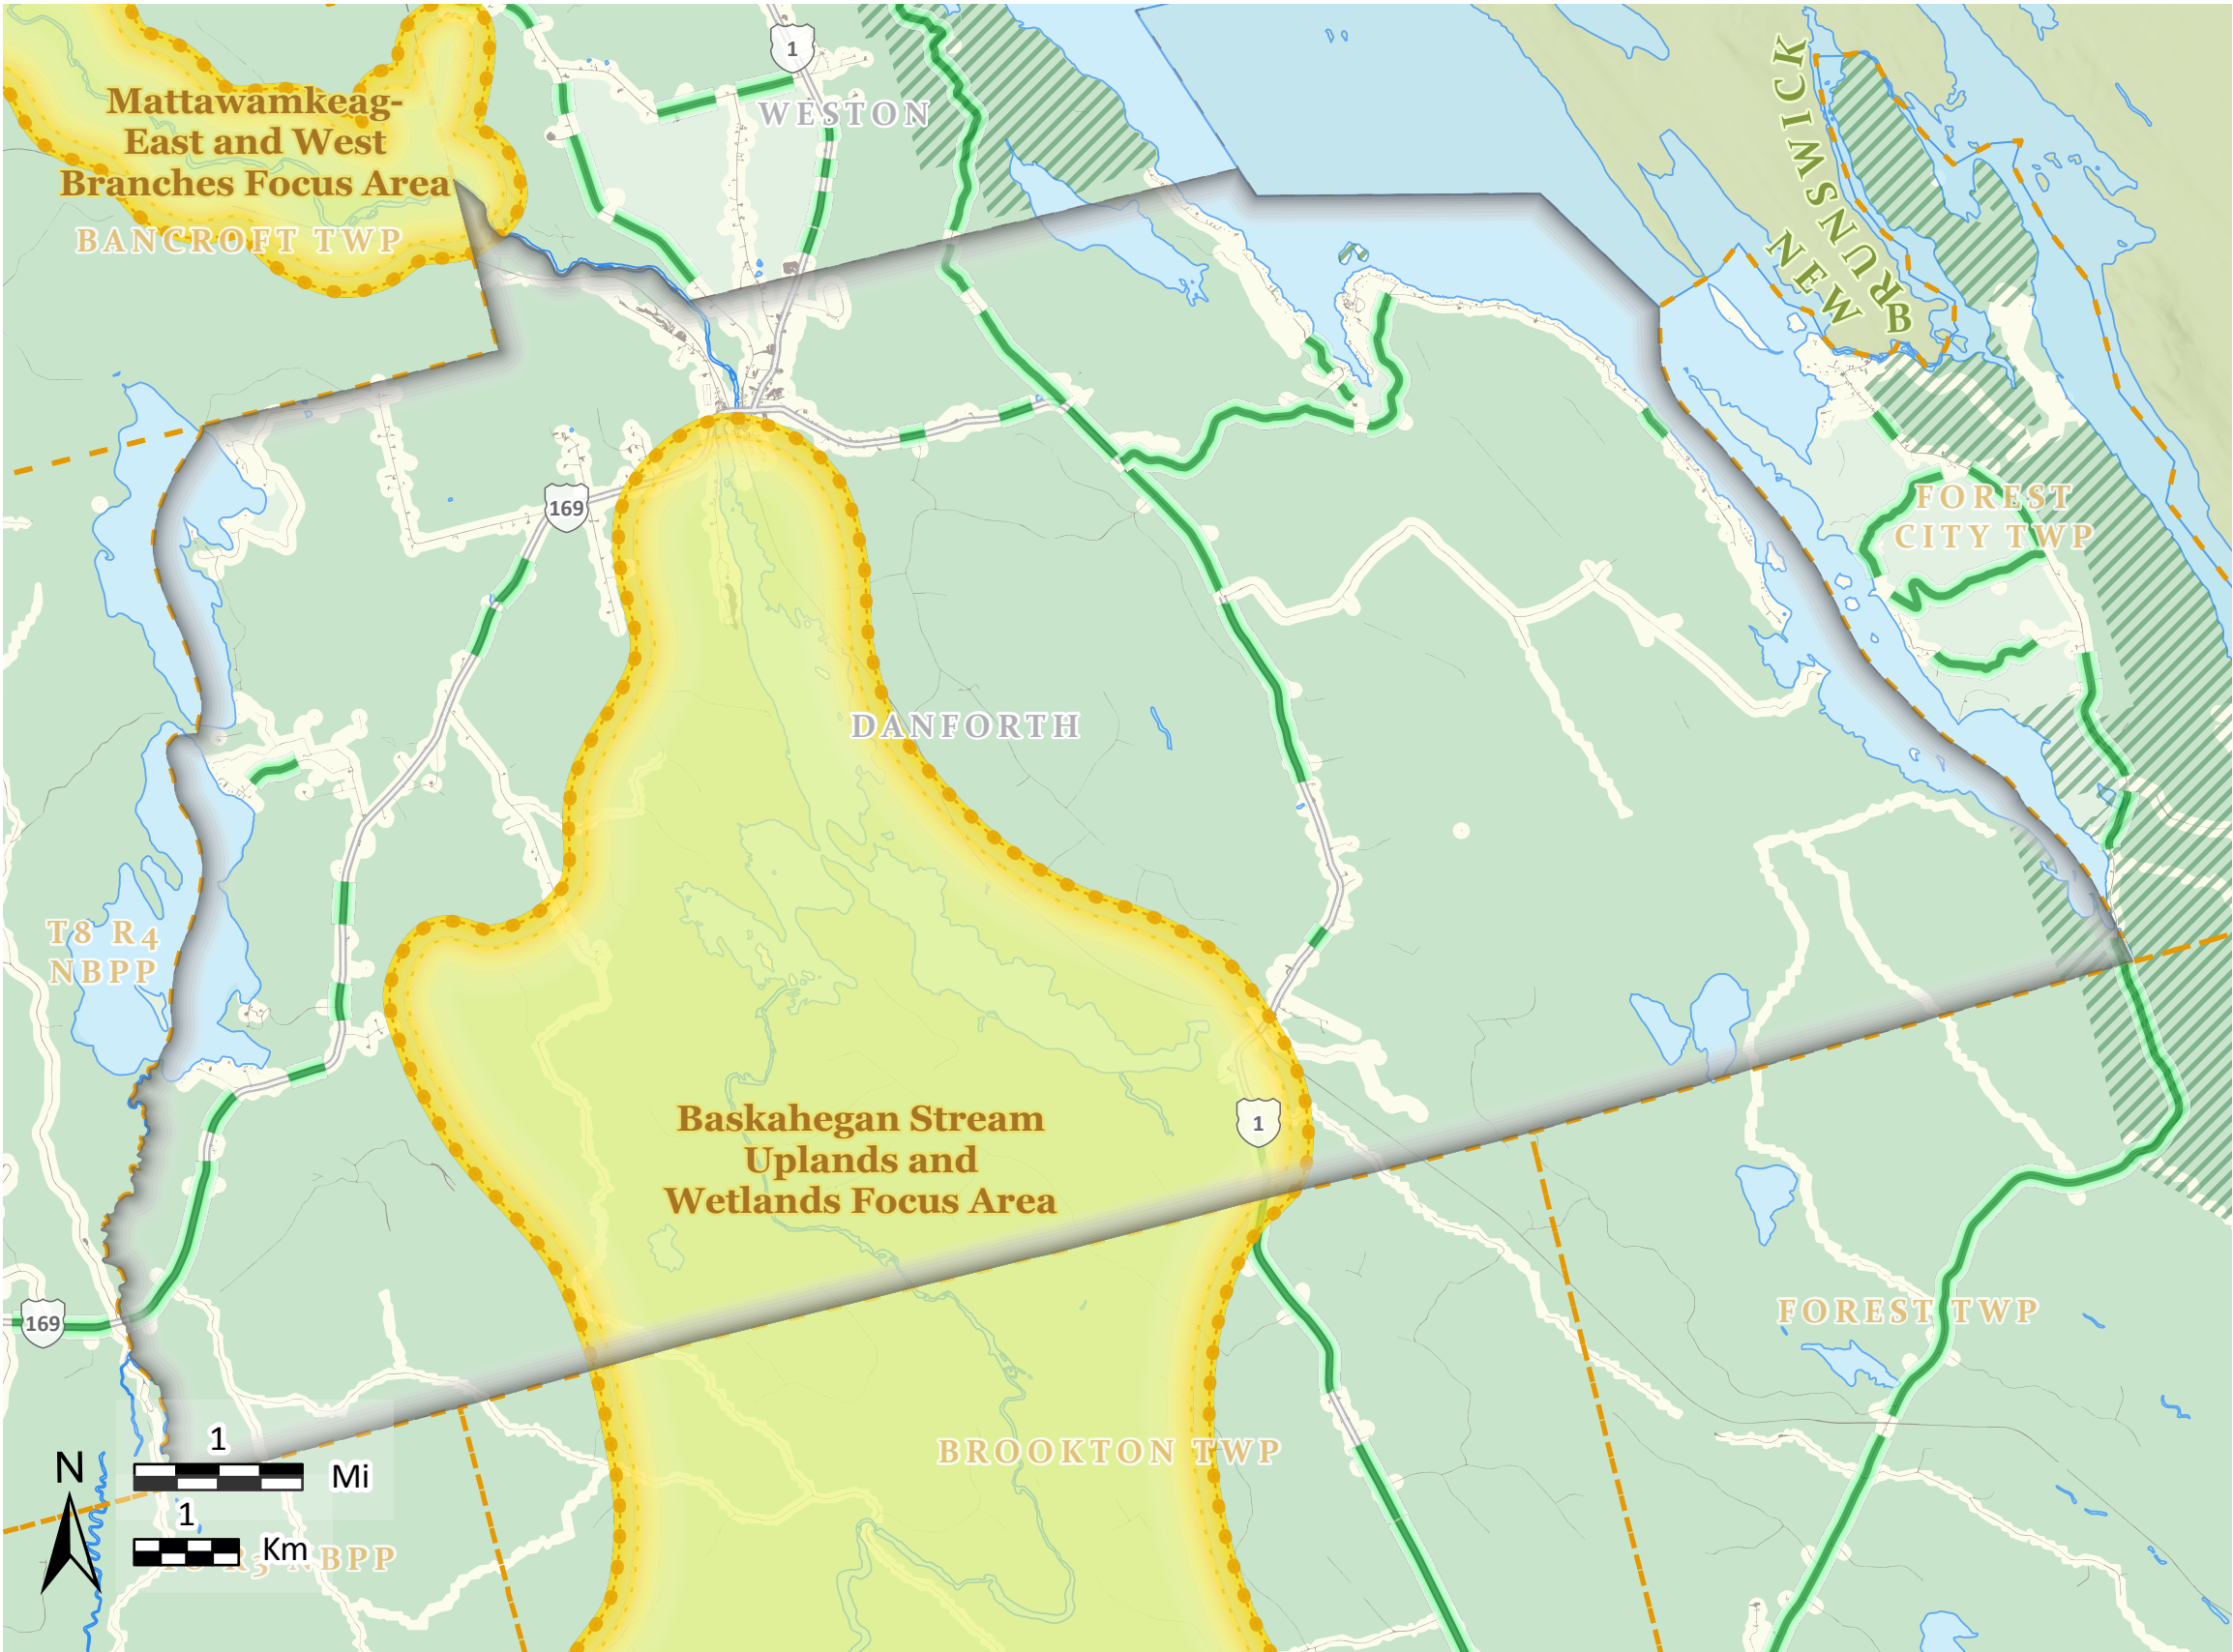 1
WESTON
Mattawamkeag-
East and West
Branches Focus Area
BANCROFT TWP
NEW BRUNSWICK
169
FOREST
CITY TWP
DANFORTH
T8 R4
NBPP
Baskahegan Stream
Uplands and
Wetlands Focus Area
1
FOREST TWP
169
BROOKTON TWP
N
1
Mi
1
Km
R3 NBPP